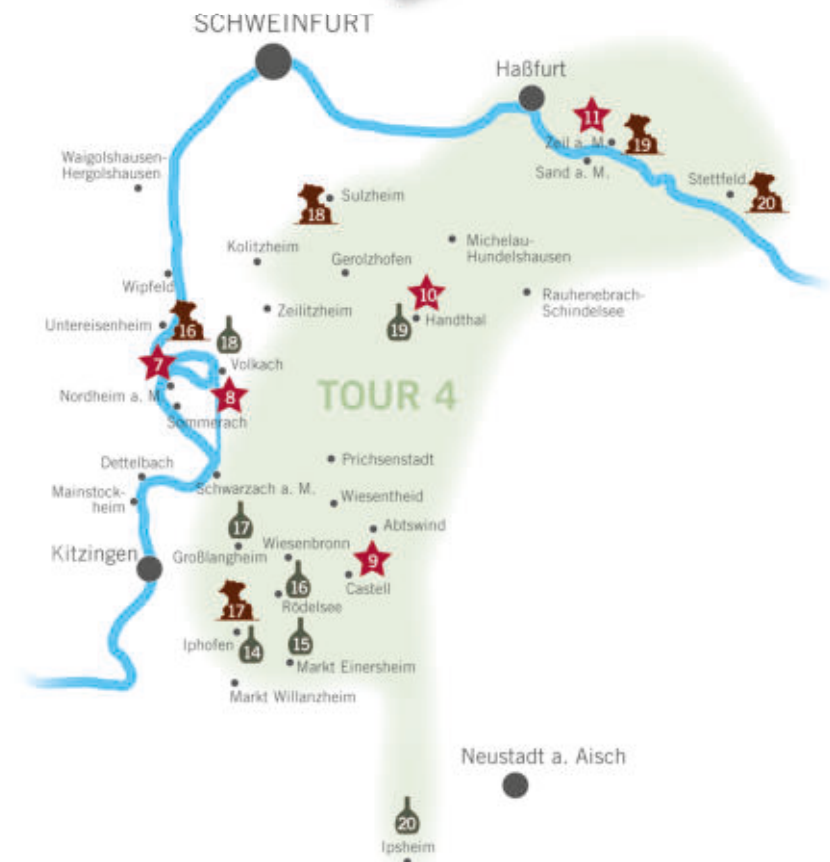 SCHWEINFURT
Haßfurt
11
Zeil a. M.
19
Sand a. M.
Stettfeld
20
Waigolshausen-
Hergolshausen
18
Sulzheim
Kolitzheim
Gerolzhofen
Michelau-
Hundelshausen
Wipfeld
10
Rauhenebrach-
Schindelsee
Zeilitzheim
19
Handthal
Untereisenheim
16
18
7
Volkach
Nordheim a. M.
8
TOUR 4
Sommerach
Dettelbach
Prichsenstadt
Mainstock-
heim
Schwarzach a. M.
Wiesentheid
17
Abtswind
Kitzingen
Großlangheim
Wiesenbronn
9
16
Castell
17
Rödelsee
Iphofen
14
15
Markt Einersheim
Markt Willanzheim
Neustadt a. Aisch
20
Ipsheim